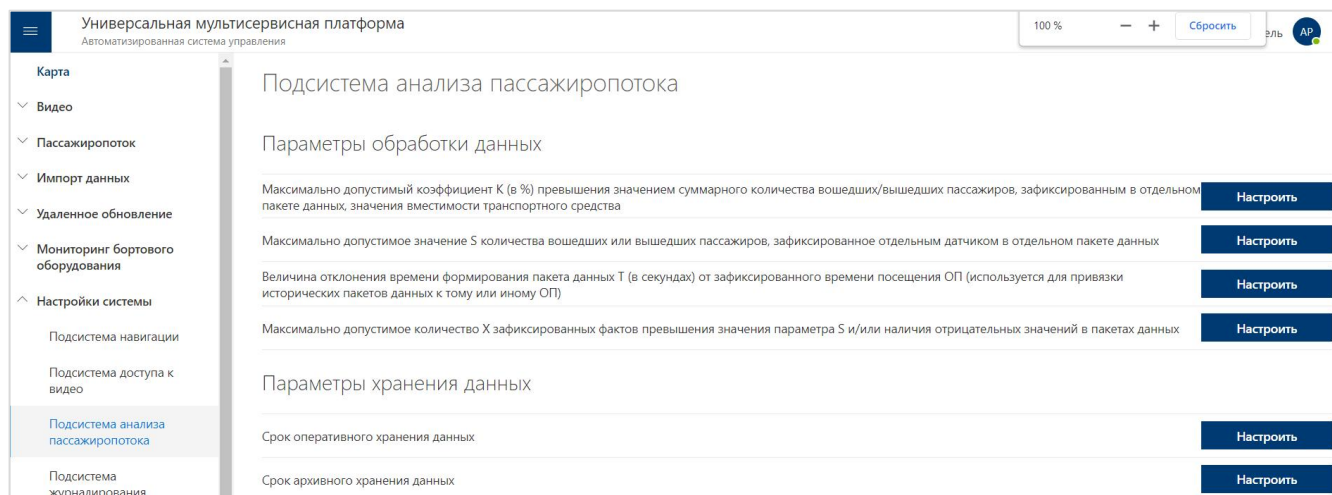 Универсальная мультисервисная платформа
Автоматизированная система управления
100 %
— +
Сбросить
AP
Карта
Видео
Пассажиропоток
Импорт данных
Удаленное обновление
Мониторинг бортового
оборудования
Настройки системы
Подсистема навигации
Подсистема доступа к
видео
Подсистема анализа
пассажиропотока
Подсистема
журналирования
Подсистема анализа пассажиропотока
Параметры обработки данных
Максимально допустимый коэффициент K (в %) превышения значением суммарного количества вошедших/вышедших пассажиров, зафиксированным в отдельном
пакете данных, значения вместимости транспортного средства
Настроить
Максимально допустимое значение S количества вошедших или вышедших пассажиров, зафиксированное отдельным датчиком в отдельном пакете данных
Настроить
Величина отклонения времени формирования пакета данных T (в секундах) от зафиксированного времени посещения ОП (используется для привязки
исторических пакетов данных к тому или иному ОП)
Настроить
Максимально допустимое количество X зафиксированных фактов превышения значения параметра S и/или наличия отрицательных значений в пакетах данных
Настроить
Параметры хранения данных
Срок оперативного хранения данных
Настроить
Срок архивного хранения данных
Настроить